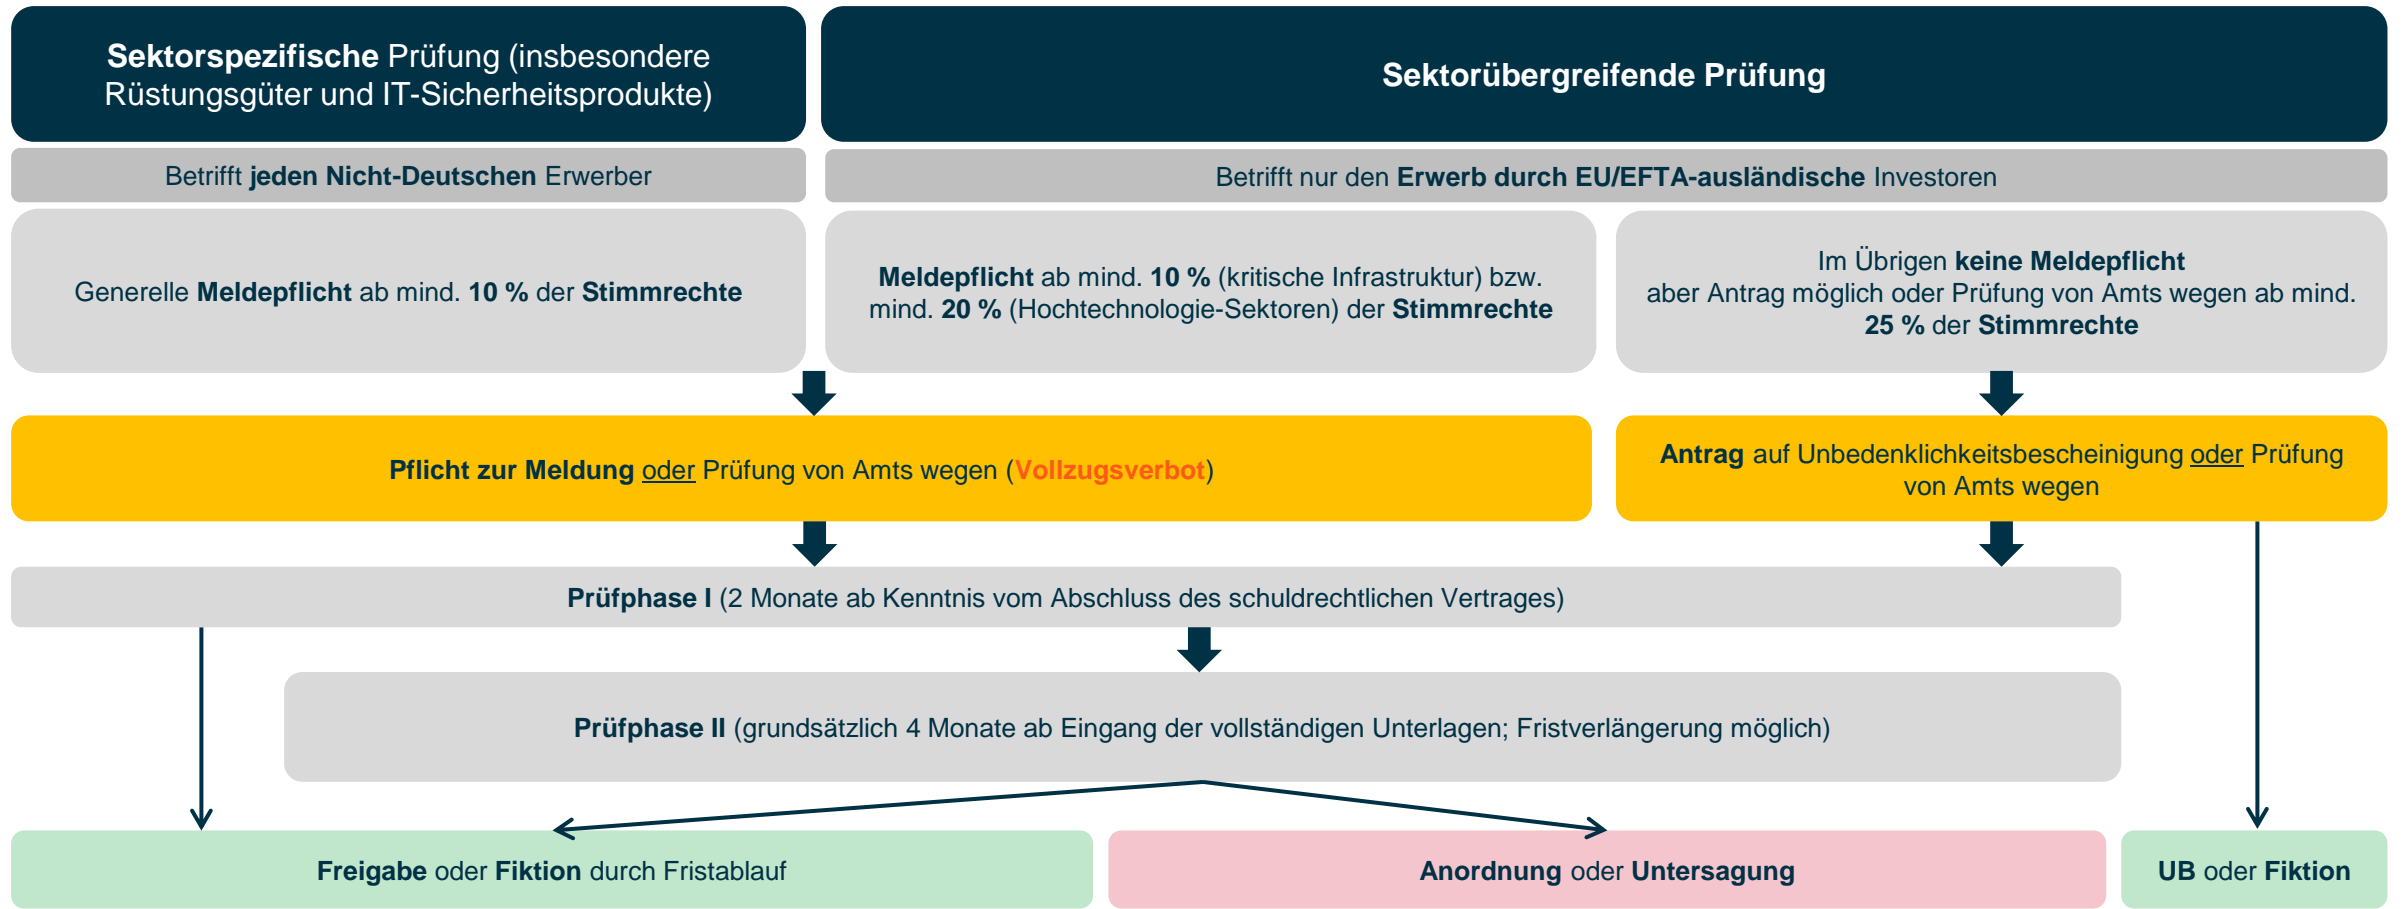 Sektorspezifische Prüfung (insbesondere
Rüstungsgüter und IT-Sicherheitsprodukte)
Sektorübergreifende Prüfung
Betrifft jeden Nicht-Deutschen Erwerber
Betrifft nur den Erwerb durch EU/EFTA-ausländische Investoren
Generelle Meldepflicht ab mind. 10 % der Stimmrechte
Meldepflicht ab mind. 10 % (kritische Infrastruktur) bzw.
mind. 20 % (Hochtechnologie-Sektoren) der Stimmrechte
Im Übrigen keine Meldepflicht
aber Antrag möglich oder Prüfung von Amts wegen ab mind.
25 % der Stimmrechte
Pflicht zur Meldung oder Prüfung von Amts wegen (Vollzugsverbot)
Antrag auf Unbedenklichkeitsbescheinigung oder Prüfung
von Amts wegen
Prüfphase I (2 Monate ab Kenntnis vom Abschluss des schuldrechtlichen Vertrages)
Prüfphase II (grundsätzlich 4 Monate ab Eingang der vollständigen Unterlagen; Fristverlängerung möglich)
Freigabe oder Fiktion durch Fristablauf
Anordnung oder Untersagung
UB oder Fiktion